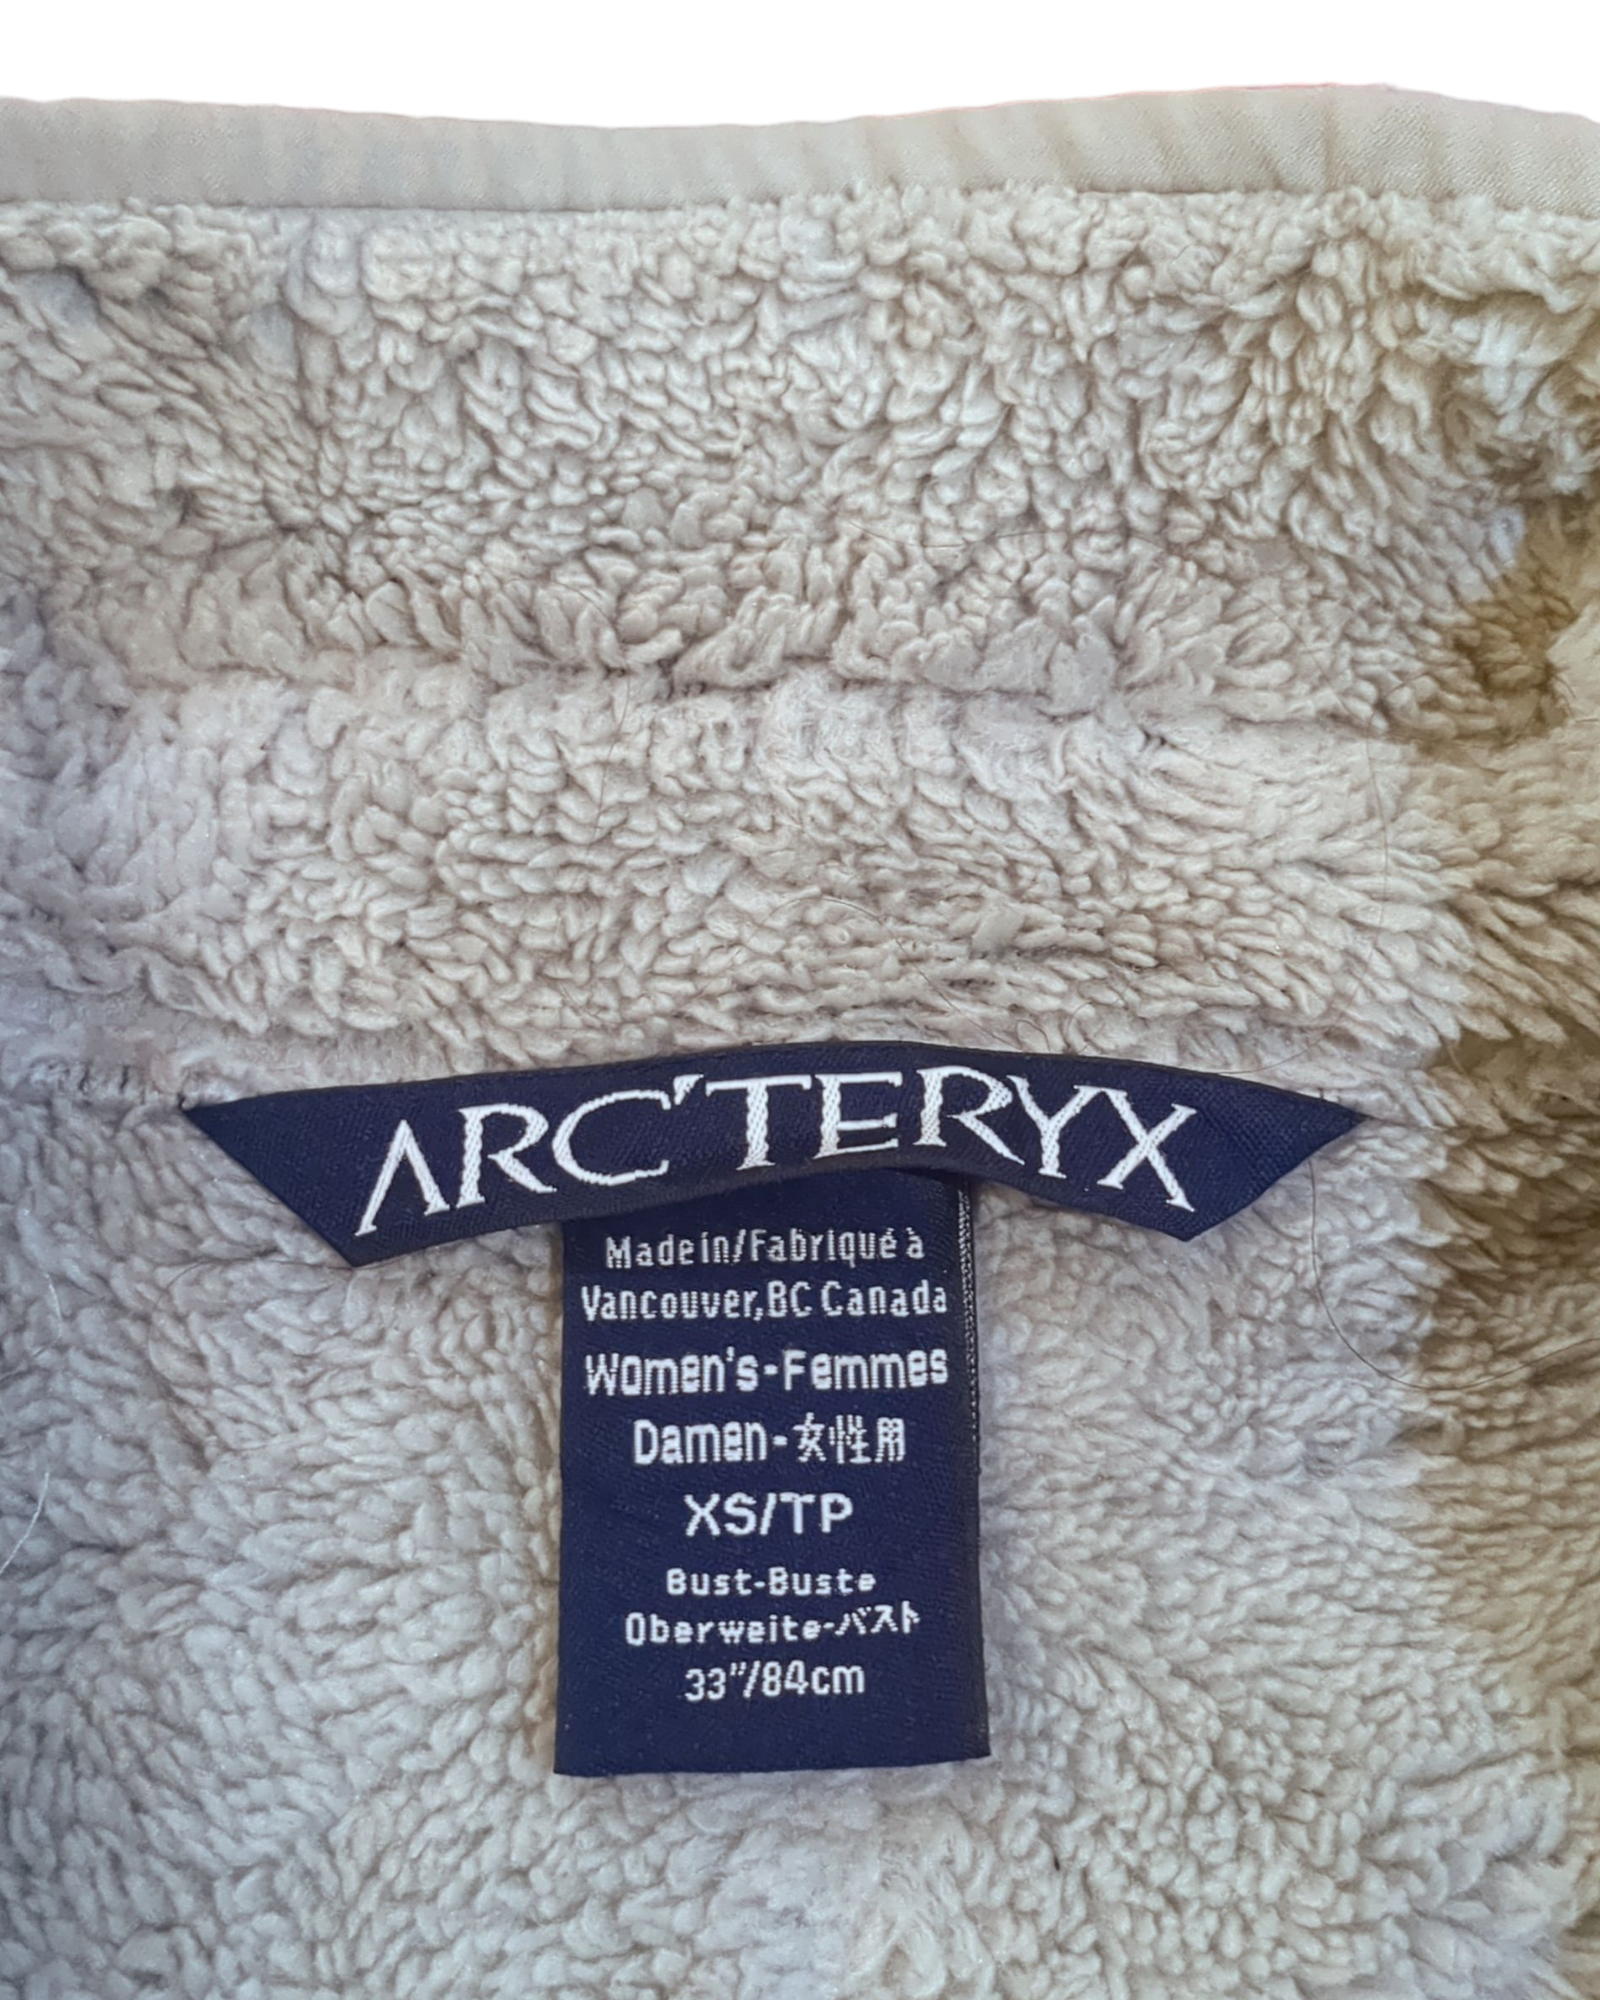 ARC'TERYX
Made in/Fabriqué à
Vancouver, BC Canada
Women's-Femmes
Damen-女性用
XS/TP
Bust-Buste
Oberweite-バスト
33"/84cm